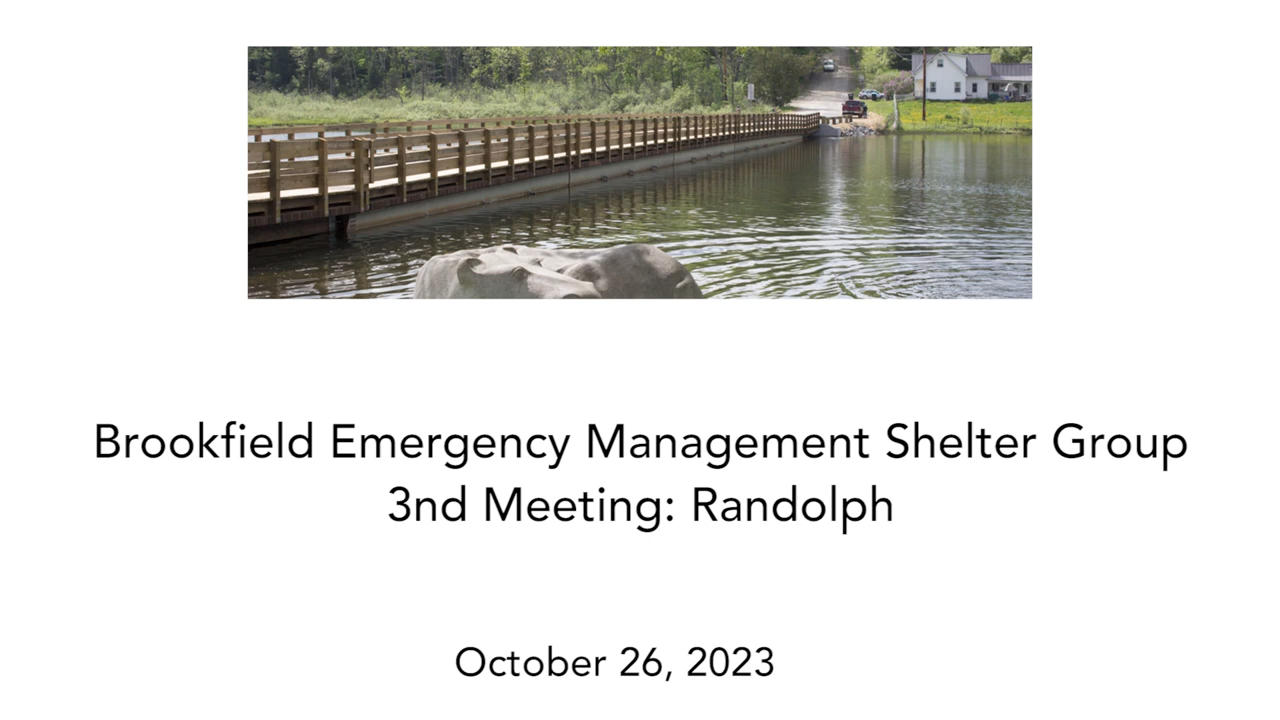 Brookfield Emergency Management Shelter Group
3nd Meeting: Randolph
October 26, 2023